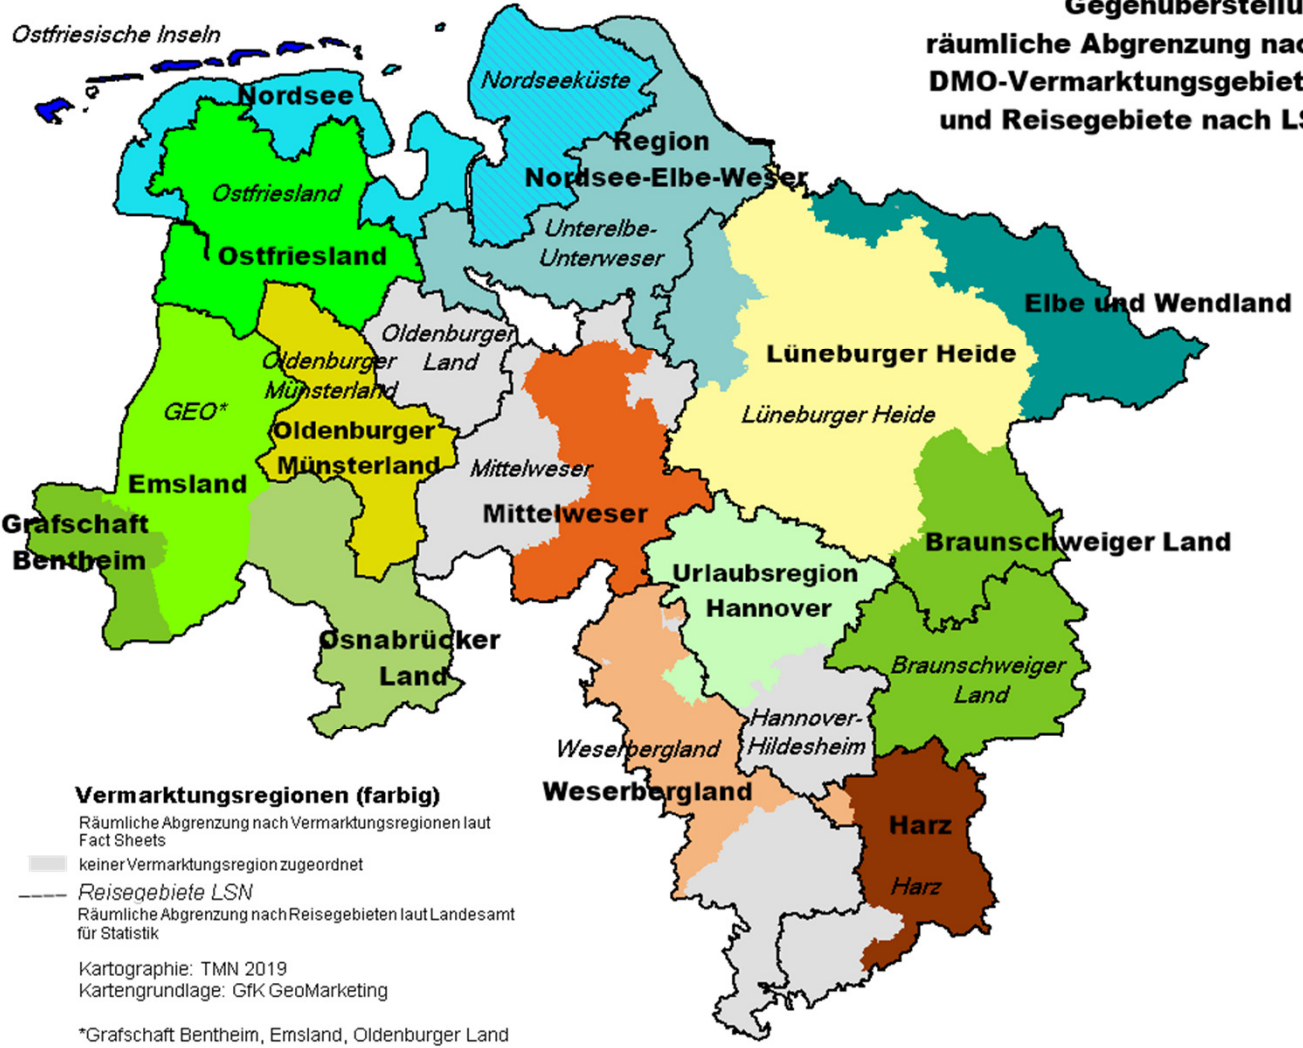 Gegenüberstellu
räumliche Abgrenzung nac
DMO-Vermarktungsgebiet
und Reisegebiete nach LS
Ostfriesische Inseln
Nordsee
Nordseeküste
Region
Nordsee-Elbe-Weser
Ostfriesland
Ostfriesland
Unterelbe-
Unterweser
Elbe und Wendland
Oldenburger
Land
Lüneburger Heide
Lüneburger Heide
Oldenburger
Münsterland
GEO*
Oldenburger
Münsterland
Mittelweser
Mittelweser
Emsland
Grafschaft
Bentheim
Braunschweiger Land
Urlaubsregion
Hannover
Osnabrücker
Land
Braunschweiger
Land
Hannover-
Hildesheim
Weserbergland
Weserbergland
Harz
Harz
Vermarktungsregionen (farbig)
Räumliche Abgrenzung nach Vermarktungsregionen laut
Fact Sheets
keiner Vermarktungsregion zugeordnet
Reisegebiete LSN
Räumliche Abgrenzung nach Reisegebieten laut Landesamt
für Statistik
Kartographie: TMN 2019
Kartengrundlage: GfK GeoMarketing
*Grafschaft Bentheim, Emsland, Oldenburger Land